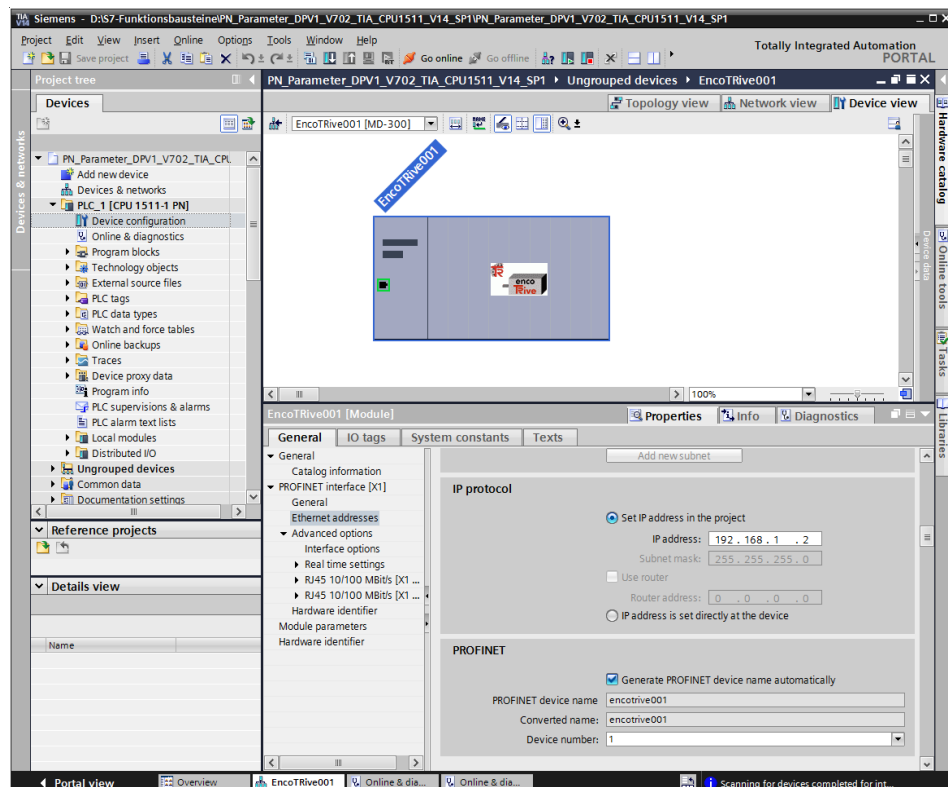 TIA V14 Siemens - D:\S7-Funktionsbausteine\PN_Parameter_DPV1_V702_TIA_CPU1511_V14_SP1\PN_Parameter_DPV1_V702_TIA_CPU1511_V14_SP1
Project Edit View Insert Online Options Tools Window Help
Totally Integrated Automation
PORTAL
Save project Go online Go offline
Project tree
PN_Parameter_DPV1_V702_TIA_CPU1511_V14_SP1 Ungrouped devices EncoTRive001
Devices
Topology view Network view Device view
EncoTRive001 [MD-300]
Devices & networks
PN_Parameter_DPV1_V702_TIA_CPU
Add new device
Devices & networks
PLC_1 [CPU 1511-1 PN]
Device configuration
Online & diagnostics
Program blocks
Technology objects
External source files
PLC tags
PLC data types
Watch and force tables
Online backups
Traces
Device proxy data
Program info
PLC supervisions & alarms
PLC alarm text lists
Local modules
Distributed I/O
Ungrouped devices
Common data
Documentation settings
Reference projects
Details view
Name
EncoTRive001
enco
TRive
100%
Device data
Hardware catalog
Online tools
Tasks
Libraries
EncoTRive001 [Module]
Properties Info Diagnostics
General IO tags System constants Texts
General
Catalog information
PROFINET interface [X1]
General
Ethernet addresses
Advanced options
Interface options
Real time settings
RJ45 10/100 MBit/s [X1 ...
RJ45 10/100 MBit/s [X1 ...
Hardware identifier
Module parameters
Hardware identifier
Add new subnet
IP protocol
Set IP address in the project
IP address: 192 . 168 . 1 . 2
Subnet mask: 255 . 255 . 255 . 0
Use router
Router address: 0 . 0 . 0 . 0
IP address is set directly at the device
PROFINET
Generate PROFINET device name automatically
PROFINET device name encotrive001
Converted name: encotrive001
Device number: 1
Portal view Overview EncoTRive001 Online & dia... Online & dia... Scanning for devices completed for int...